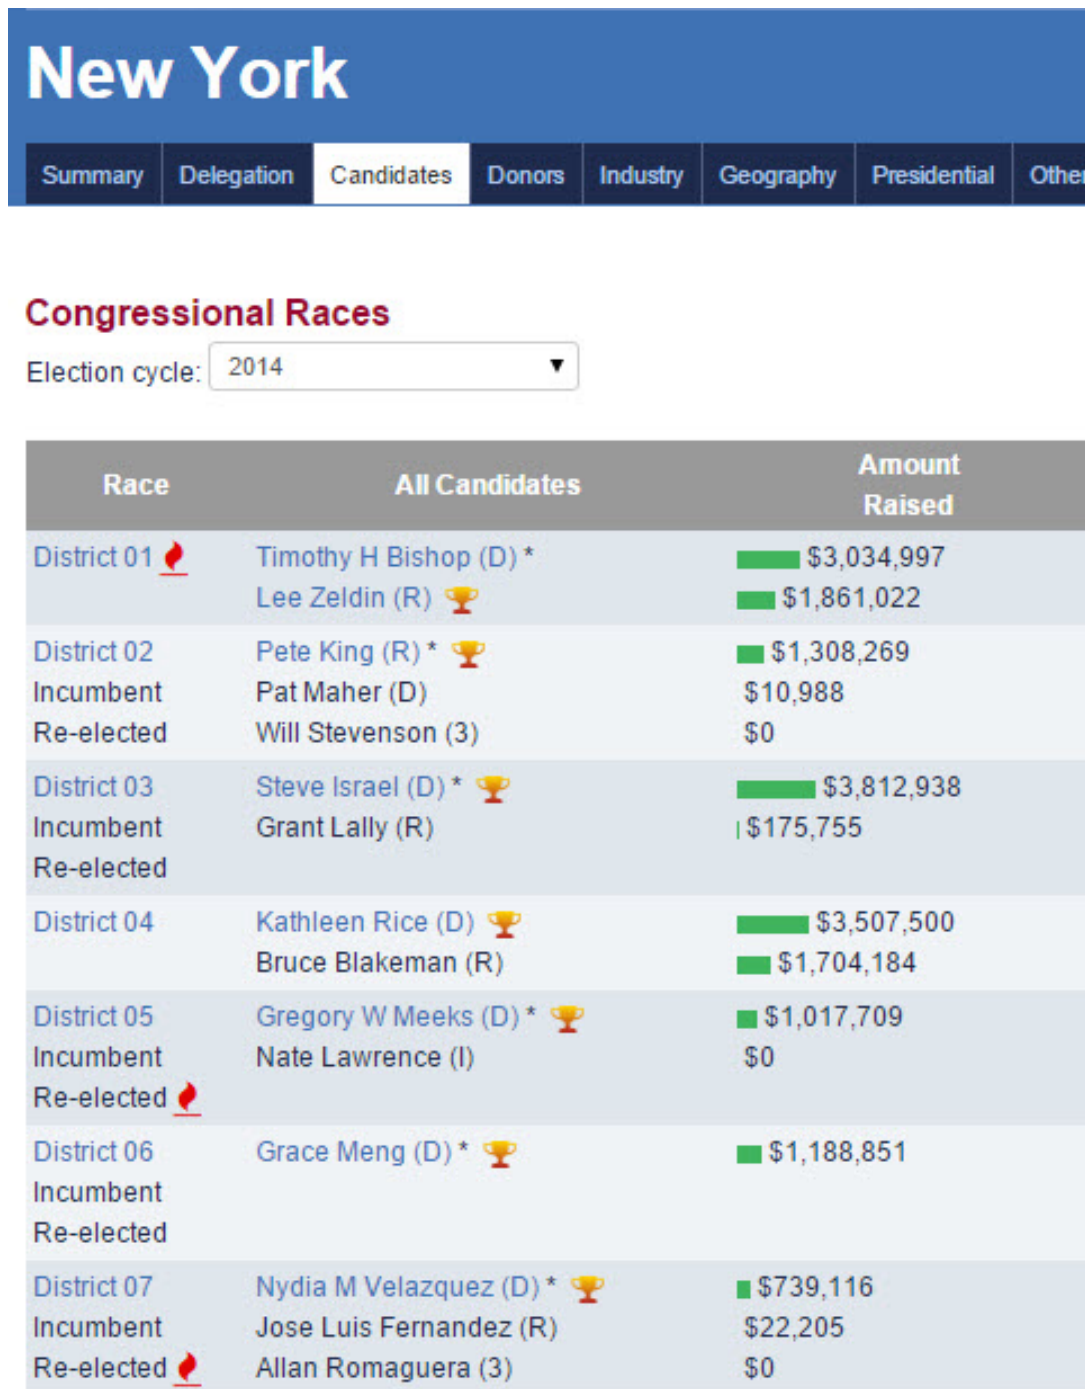 New York
Summary Delegation Candidates Donors Industry Geography Presidential Other
Congressional Races
Election cycle: 2014
Race All Candidates Amount Raised
District 01 Timothy H Bishop (D) * $3,034,997
Lee Zeldin (R) $1,861,022
District 02 Pete King (R) * $1,308,269
Incumbent Pat Maher (D) $10,988
Re-elected Will Stevenson (3) $0
District 03 Steve Israel (D) * $3,812,938
Incumbent Grant Lally (R) $175,755
Re-elected
District 04 Kathleen Rice (D) $3,507,500
Bruce Blakeman (R) $1,704,184
District 05 Gregory W Meeks (D) * $1,017,709
Incumbent Nate Lawrence (I) $0
Re-elected
District 06 Grace Meng (D) * $1,188,851
Incumbent
Re-elected
District 07 Nydia M Velazquez (D) * $739,116
Incumbent Jose Luis Fernandez (R) $22,205
Re-elected Allan Romaguera (3) $0